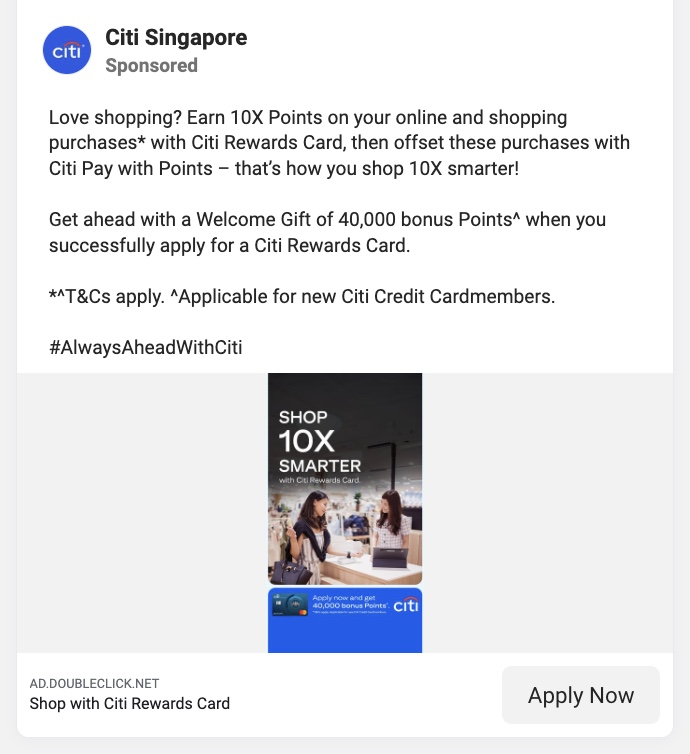 citi
Citi Singapore
Sponsored
Love shopping? Earn 10X Points on your online and shopping
purchases* with Citi Rewards Card, then offset these purchases with
Citi Pay with Points – that’s how you shop 10X smarter!
Get ahead with a Welcome Gift of 40,000 bonus Points^ when you
successfully apply for a Citi Rewards Card.
*^T&Cs apply. ^Applicable for new Citi Credit Cardmembers.
#AlwaysAheadWithCiti
SHOP
10X
SMARTER
with Citi Rewards Card.
Apply now and get
40,000 bonus Points^.
citi
AD.DOUBLECLICK.NET
Shop with Citi Rewards Card
Apply Now